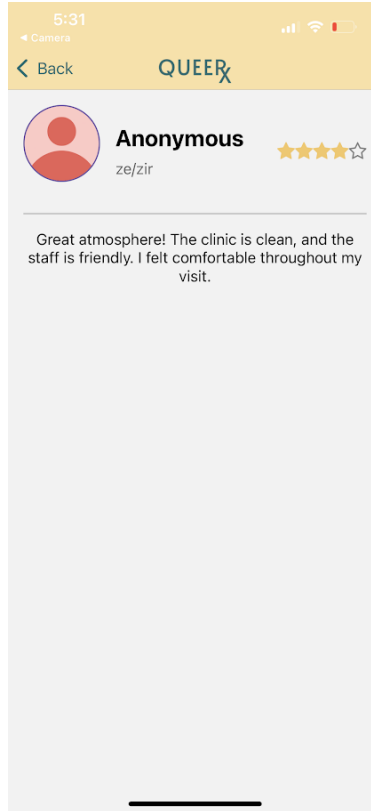 5:31
◀ Camera
Back
QUEERx
Anonymous
ze/zir
Great atmosphere! The clinic is clean, and the
staff is friendly. I felt comfortable throughout my
visit.